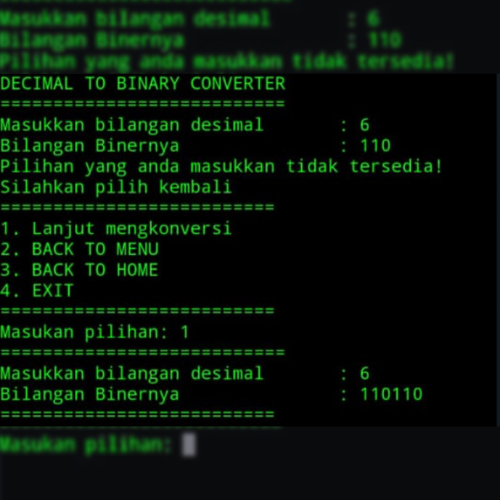 Masukkan bilangan desimal : 6
Bilangan Binernya : 110
Pilihan yang anda masukkan tidak tersedia!
DECIMAL TO BINARY CONVERTER
===========================
Masukkan bilangan desimal : 6
Bilangan Binernya : 110
Pilihan yang anda masukkan tidak tersedia!
Silahkan pilih kembali
==========================
1. Lanjut mengkonversi
2. BACK TO MENU
3. BACK TO HOME
4. EXIT
==========================
Masukan pilihan: 1
===========================
Masukkan bilangan desimal : 6
Bilangan Binernya : 110110
==========================
Masukan pilihan: